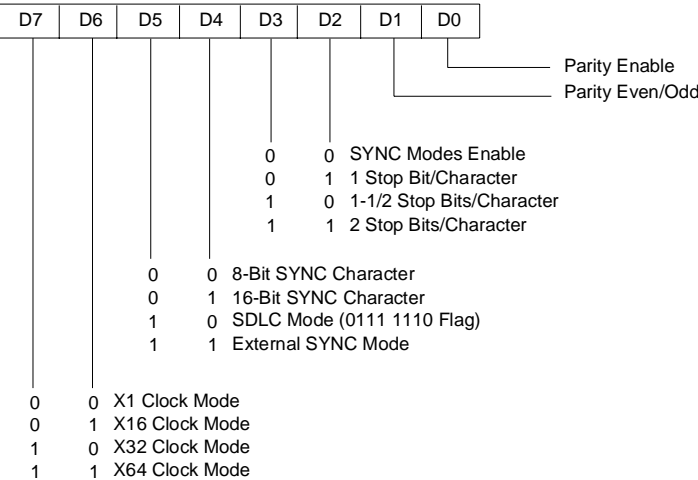 D7 D6 D5 D4 D3 D2 D1 D0
Parity Enable
Parity Even/Odd
0 0 SYNC Modes Enable
0 1 1 Stop Bit/Character
1 0 1-1/2 Stop Bits/Character
1 1 2 Stop Bits/Character
0 0 8-Bit SYNC Character
0 1 16-Bit SYNC Character
1 0 SDLC Mode (0111 1110 Flag)
1 1 External SYNC Mode
0 0 X1 Clock Mode
0 1 X16 Clock Mode
1 0 X32 Clock Mode
1 1 X64 Clock Mode